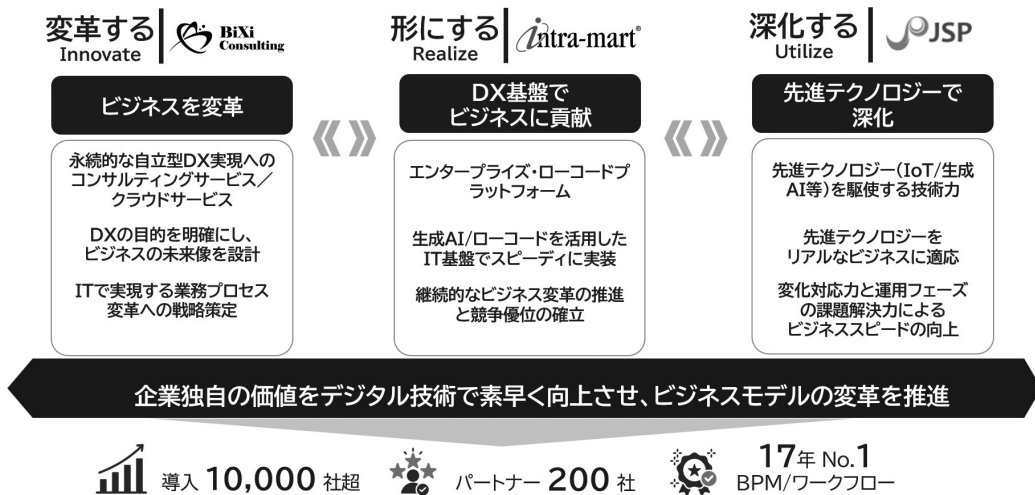 変革する
Innovate
BiXi
Consulting
形にする
Realize
intra-mart®
深化する
Utilize
JSP
ビジネスを変革
DX基盤で
ビジネスに貢献
先進テクノロジーで
深化
永続的な自立型DX実現への
コンサルティングサービス／
クラウドサービス
DXの目的を明確にし、
ビジネスの未来像を設計
ITで実現する業務プロセス
変革への戦略策定
エンタープライズ・ローコードプ
ラットフォーム
生成AI/ローコードを活用した
IT基盤でスピーディに実装
継続的なビジネス変革の推進
と競争優位の確立
先進テクノロジー（IoT/生成
AI等）を駆使する技術力
先進テクノロジーを
リアルなビジネスに適応
変化対応力と運用フェーズ
の課題解決力による
ビジネススピードの向上
企業独自の価値をデジタル技術で素早く向上させ、ビジネスモデルの変革を推進
導入 10,000 社超
パートナー 200 社
17年 No.1
BPM/ワークフロー